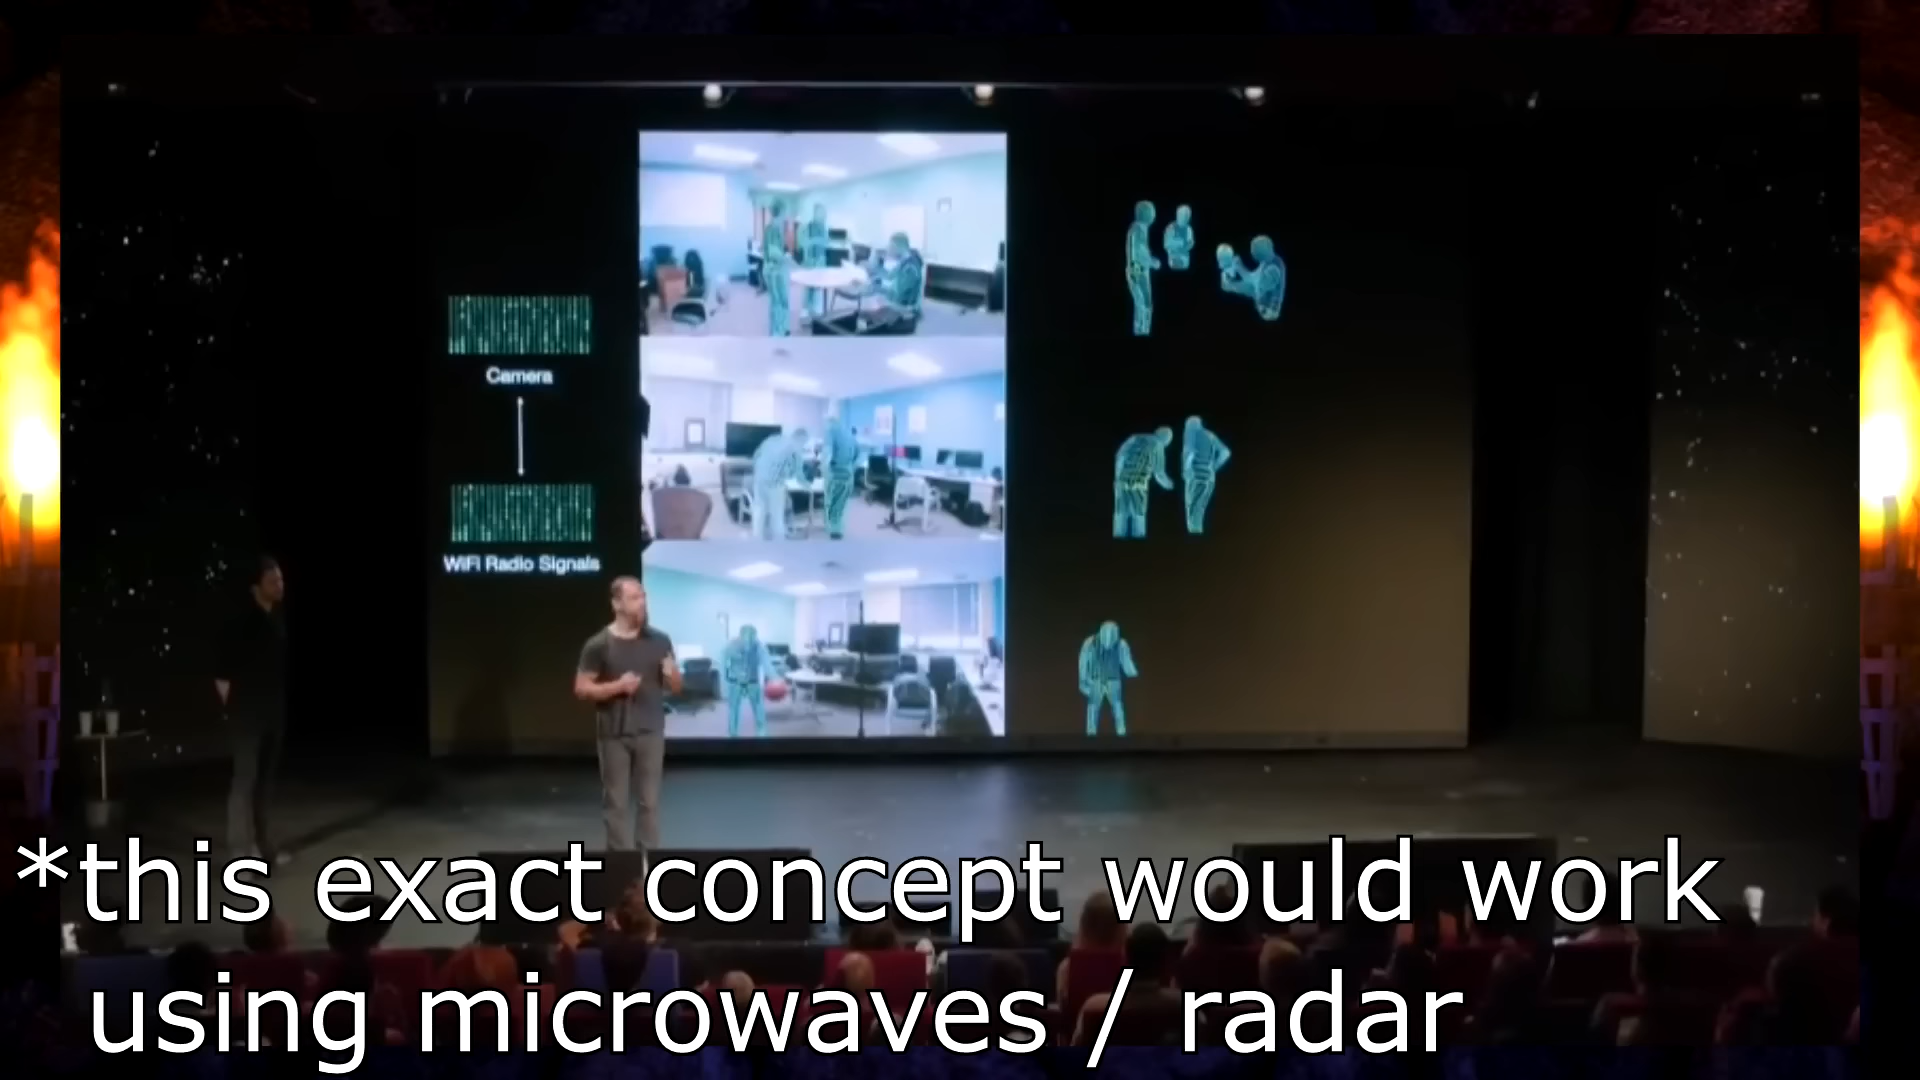 Camera
WiFi Radio Signals
*this exact concept would work
using microwaves / radar